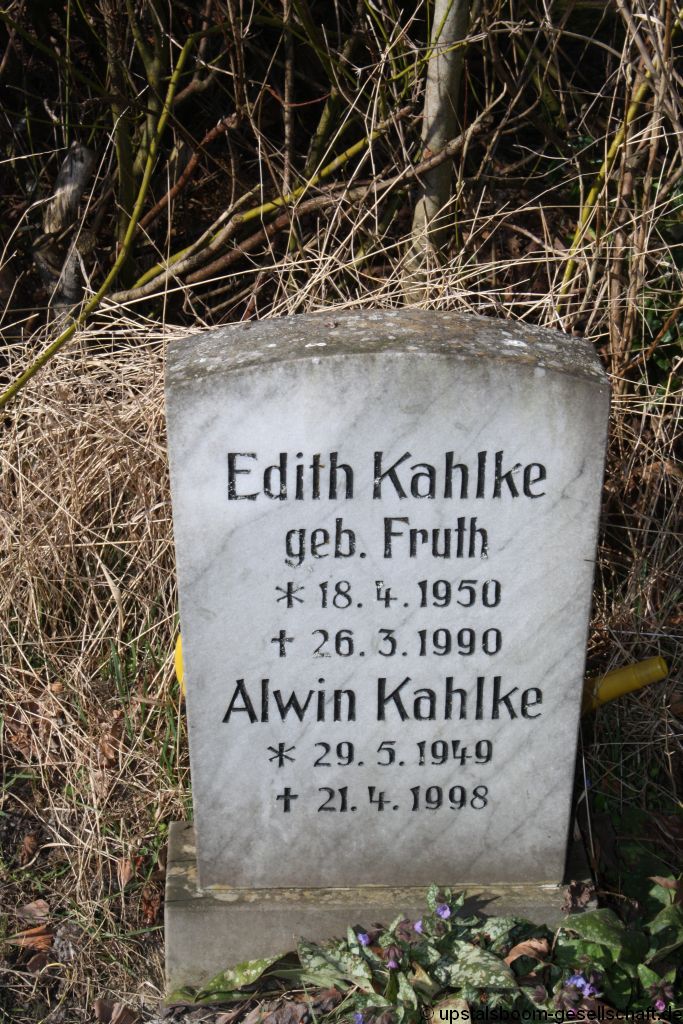 Edith Kahlke
geb. Fruth
* 18. 4. 1950
† 26. 3. 1990
Alwin Kahlke
* 29. 5. 1949
† 21. 4. 1998
© upstalsboom-gesellschaft.de